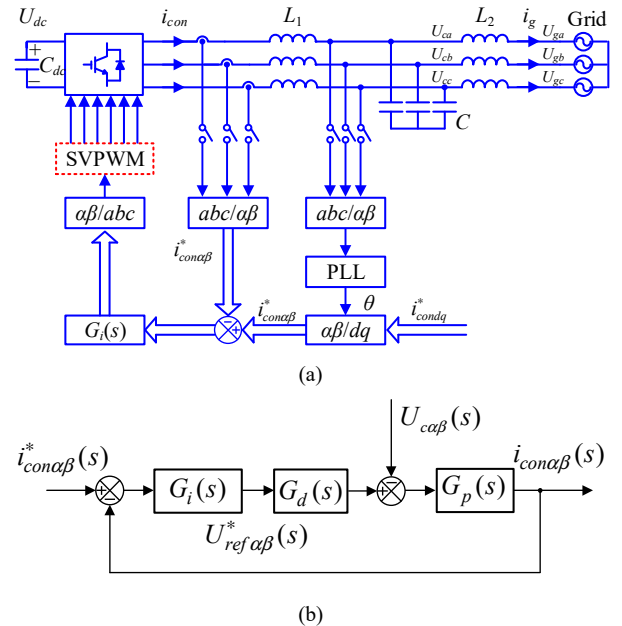 U_dc i_con L_1 L_2 i_g Grid
+ C_dc − U_ca U_ga
U_cb U_gb
U_cc U_gc
C
SVPWM
αβ/abc abc/αβ abc/αβ
i*_conαβ PLL
i*_conαβ θ i*_condq
G_i(s) − + αβ/dq
(a)
U_cαβ(s)
i*_conαβ(s) i_conαβ(s)
+ − G_i(s) G_d(s) + − G_p(s)
U*_refαβ(s)
(b)